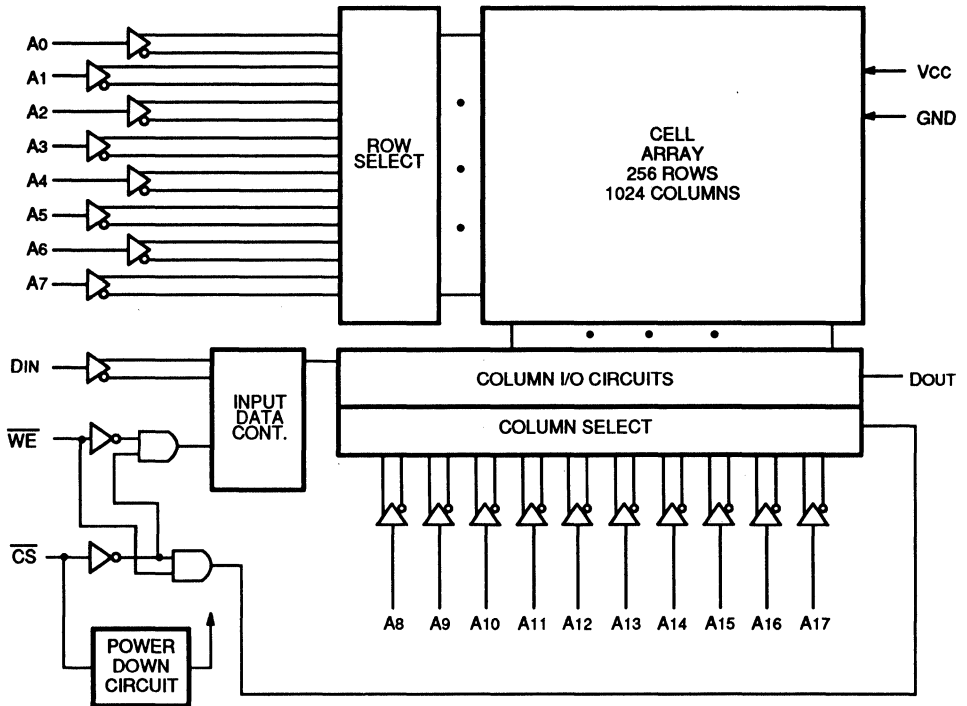 A0
A1
A2
A3
A4
A5
A6
A7
ROW
SELECT
CELL
ARRAY
256 ROWS
1024 COLUMNS
VCC
GND
DIN
WE
CS
INPUT
DATA
CONT.
COLUMN I/O CIRCUITS
COLUMN SELECT
DOUT
A8 A9 A10 A11 A12 A13 A14 A15 A16 A17
POWER
DOWN
CIRCUIT